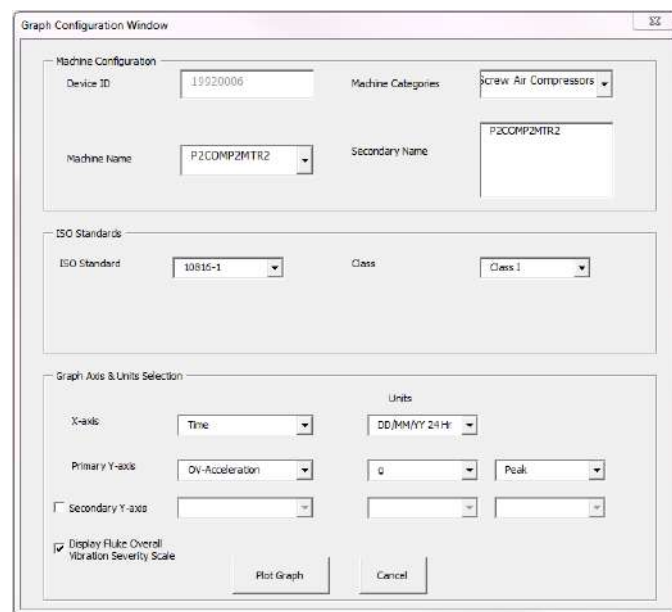 Graph Configuration Window
Machine Configuration
Device ID
19920006
Machine Categories
Screw Air Compressors
Machine Name
P2COMP2MTR2
Secondary Name
P2COMP2MTR2
ISO Standards
ISO Standard
10816-1
Class
Class I
Graph Axis & Units Selection
Units
X-axis
Time
DD/MM/YY 24 Hr
Primary Y-axis
OV-Acceleration
g
Peak
Secondary Y-axis
Display Fluke Overall
Vibration Severity Scale
Plot Graph
Cancel